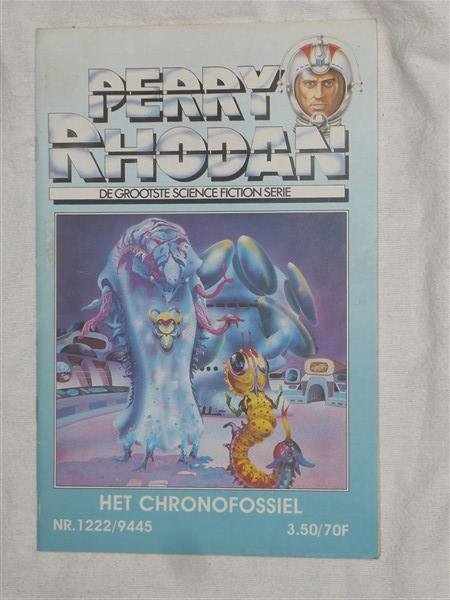 PERRY
RHODAN
DE GROOTSTE SCIENCE FICTION SERIE
HET CHRONOFOSSIEL
NR.1222/9445 3.50/70F